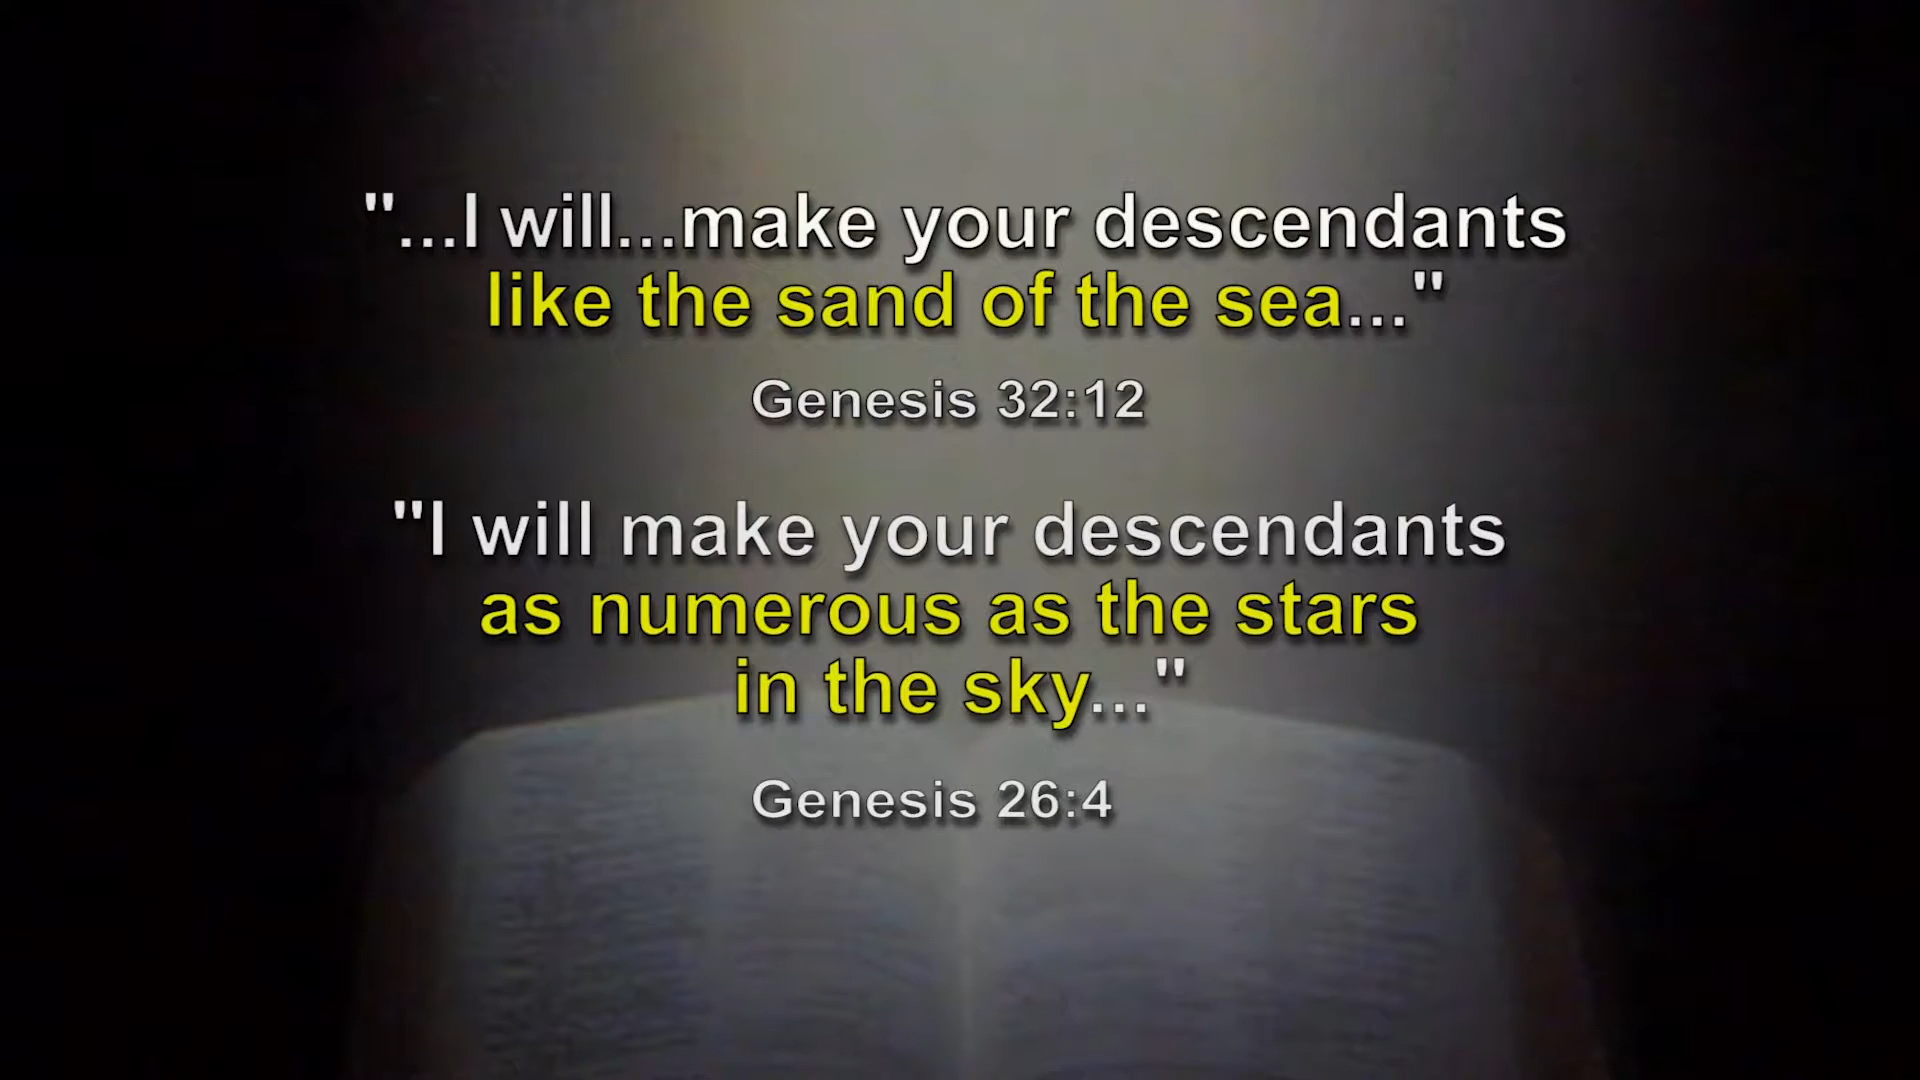 "...I will...make your descendants
like the sand of the sea..."
Genesis 32:12
"I will make your descendants
as numerous as the stars
in the sky..."
Genesis 26:4